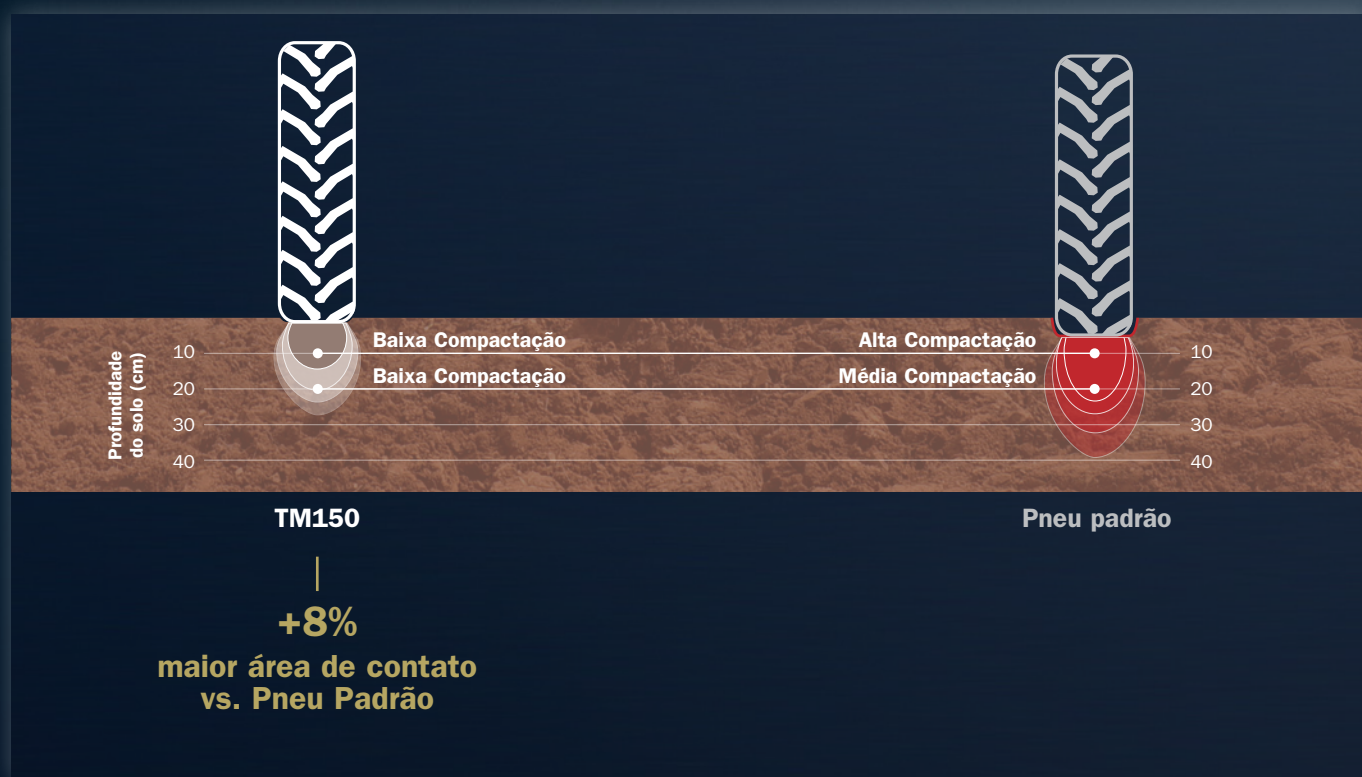 Baixa Compactação
Alta Compactação
10
10
Baixa Compactação
Média Compactação
20
20
30
30
40
40
Profundidade
do solo (cm)
TM150
Pneu padrão
+8%
maior área de contato
vs. Pneu Padrão